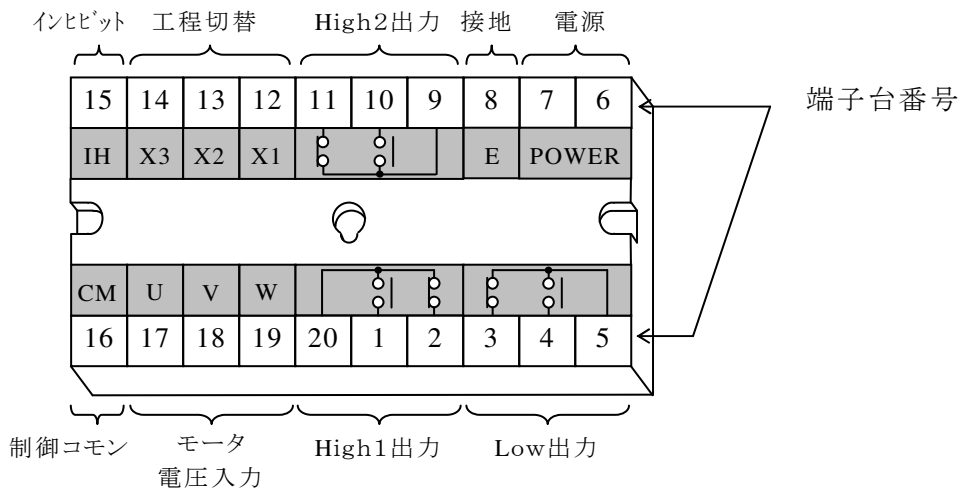 インヒビット 工程切替 High2出力 接地 電源
15 14 13 12 11 10 9 8 7 6
端子台番号
IH X3 X2 X1 E POWER
CM U V W
16 17 18 19 20 1 2 3 4 5
制御コモン モータ High1出力 Low出力
電圧入力